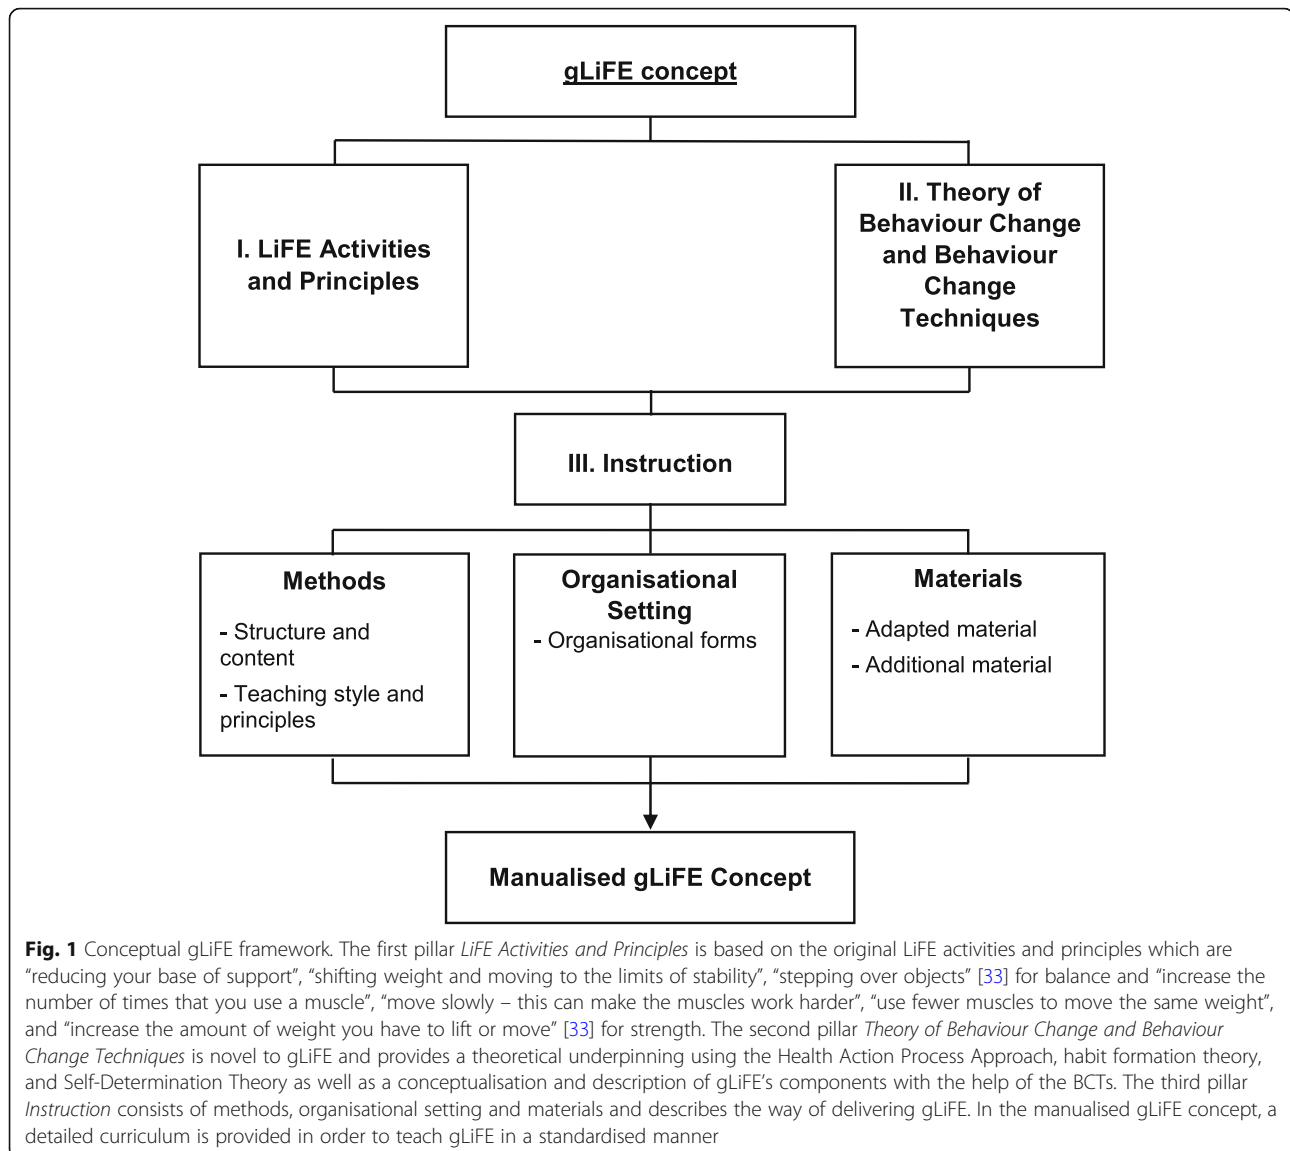 gLiFE concept
I. LiFE Activities
and Principles
II. Theory of
Behaviour Change
and Behaviour
Change
Techniques
III. Instruction
Methods
- Structure and
content
- Teaching style and
principles
Organisational
Setting
- Organisational forms
Materials
- Adapted material
- Additional material
Manualised gLiFE Concept
Fig. 1 Conceptual gLiFE framework. The first pillar LiFE Activities and Principles is based on the original LiFE activities and principles which are
“reducing your base of support”, “shifting weight and moving to the limits of stability”, “stepping over objects” [33] for balance and “increase the
number of times that you use a muscle”, “move slowly – this can make the muscles work harder”, “use fewer muscles to move the same weight”,
and “increase the amount of weight you have to lift or move” [33] for strength. The second pillar Theory of Behaviour Change and Behaviour
Change Techniques is novel to gLiFE and provides a theoretical underpinning using the Health Action Process Approach, habit formation theory,
and Self-Determination Theory as well as a conceptualisation and description of gLiFE’s components with the help of the BCTs. The third pillar
Instruction consists of methods, organisational setting and materials and describes the way of delivering gLiFE. In the manualised gLiFE concept, a
detailed curriculum is provided in order to teach gLiFE in a standardised manner